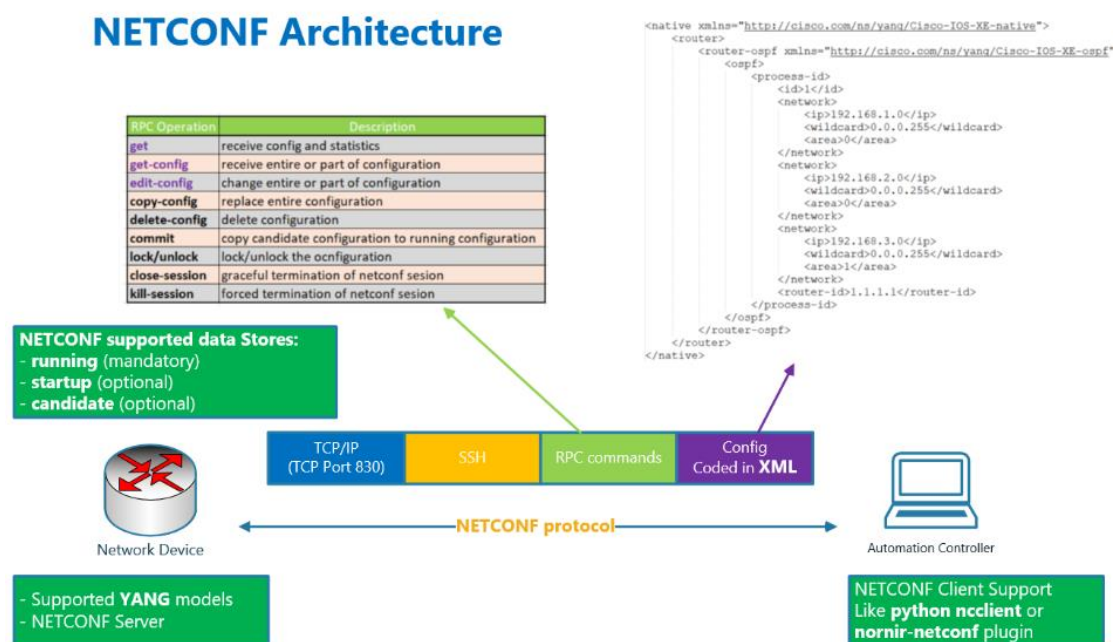 NETCONF Architecture
<native xmlns="http://cisco.com/ns/yang/Cisco-IOS-XE-native">
<router>
<router-ospf xmlns="http://cisco.com/ns/yang/Cisco-IOS-XE-ospf"
<ospf>
<process-id>
<id>1</id>
<network>
<ip>192.168.1.0</ip>
<wildcard>0.0.0.255</wildcard>
<area>0</area>
</network>
<network>
<ip>192.168.2.0</ip>
<wildcard>0.0.0.255</wildcard>
<area>0</area>
</network>
<network>
<ip>192.168.3.0</ip>
<wildcard>0.0.0.255</wildcard>
<area>1</area>
</network>
<router-id>1.1.1.1</router-id>
</process-id>
</ospf>
</router-ospf>
</router>
</native>
RPC Operation Description
get receive config and statistics
get-config receive entire or part of configuration
edit-config change entire or part of configuration
copy-config replace entire configuration
delete-config delete configuration
commit copy candidate configuration to running configuration
lock/unlock lock/unlock the ocnfiguration
close-session graceful termination of netconf sesion
kill-session forced termination of netconf sesion
NETCONF supported data Stores:
- running (mandatory)
- startup (optional)
- candidate (optional)
TCP/IP
(TCP Port 830)
SSH
RPC commands
Config
Coded in XML
NETCONF protocol
Network Device
Automation Controller
- Supported YANG models
- NETCONF Server
NETCONF Client Support
Like python ncclient or
nornir-netconf plugin